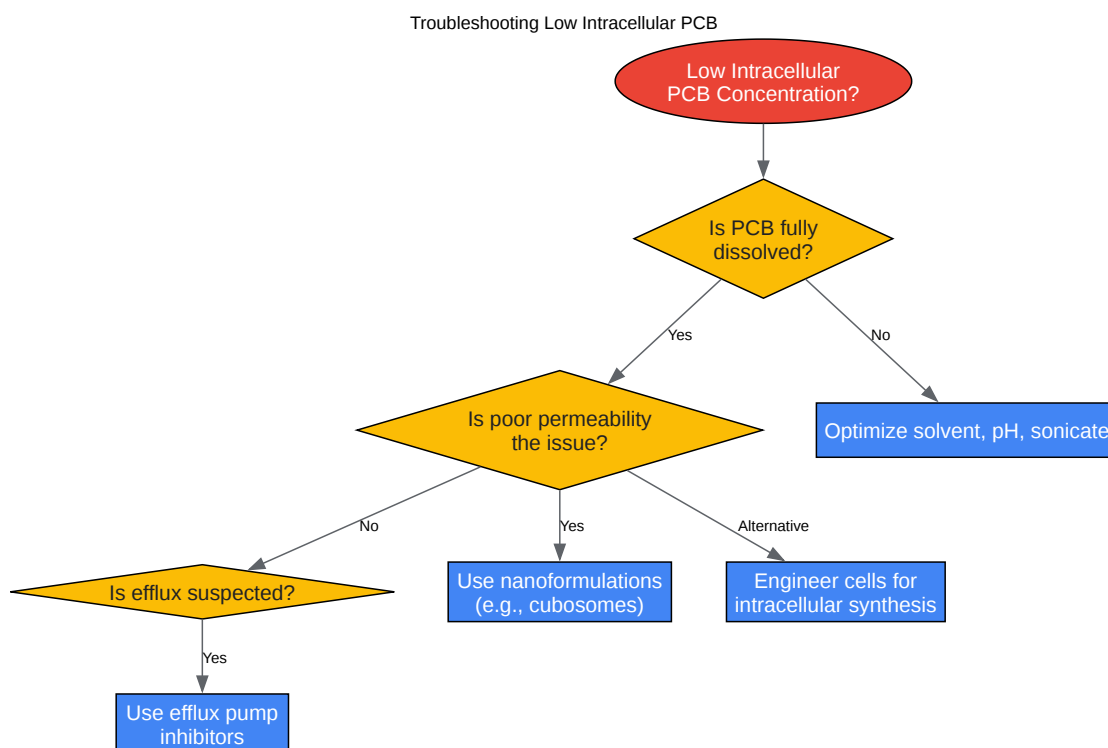 Troubleshooting Low Intracellular PCB
Low Intracellular
PCB Concentration?
Is PCB fully
dissolved?
Yes
No
Is poor permeability
the issue?
Optimize solvent, pH, sonicate
No
Yes
Alternative
Is efflux suspected?
Use nanoformulations
(e.g., cubosomes)
Engineer cells for
intracellular synthesis
Yes
Use efflux pump
inhibitors